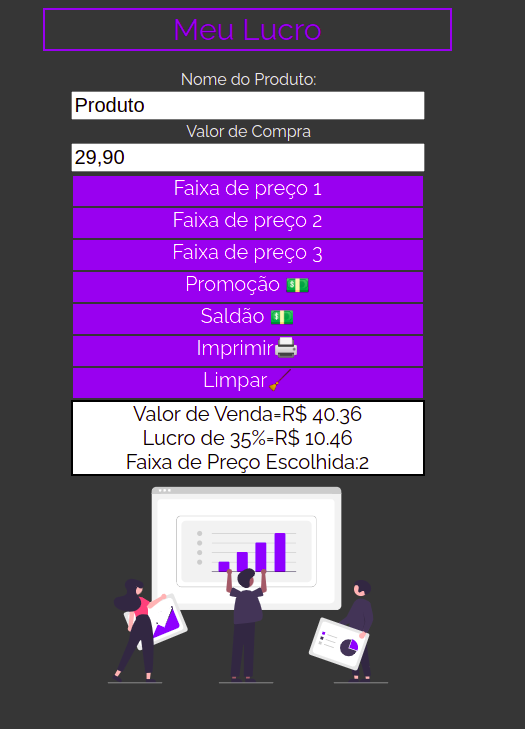 Meu Lucro
Nome do Produto:
Produto
Valor de Compra
29,90
Faixa de preço 1
Faixa de preço 2
Faixa de preço 3
Promoção 💵
Saldão 💵
Imprimir🖨️
Limpar🧹
Valor de Venda=R$ 40.36
Lucro de 35%=R$ 10.46
Faixa de Preço Escolhida:2